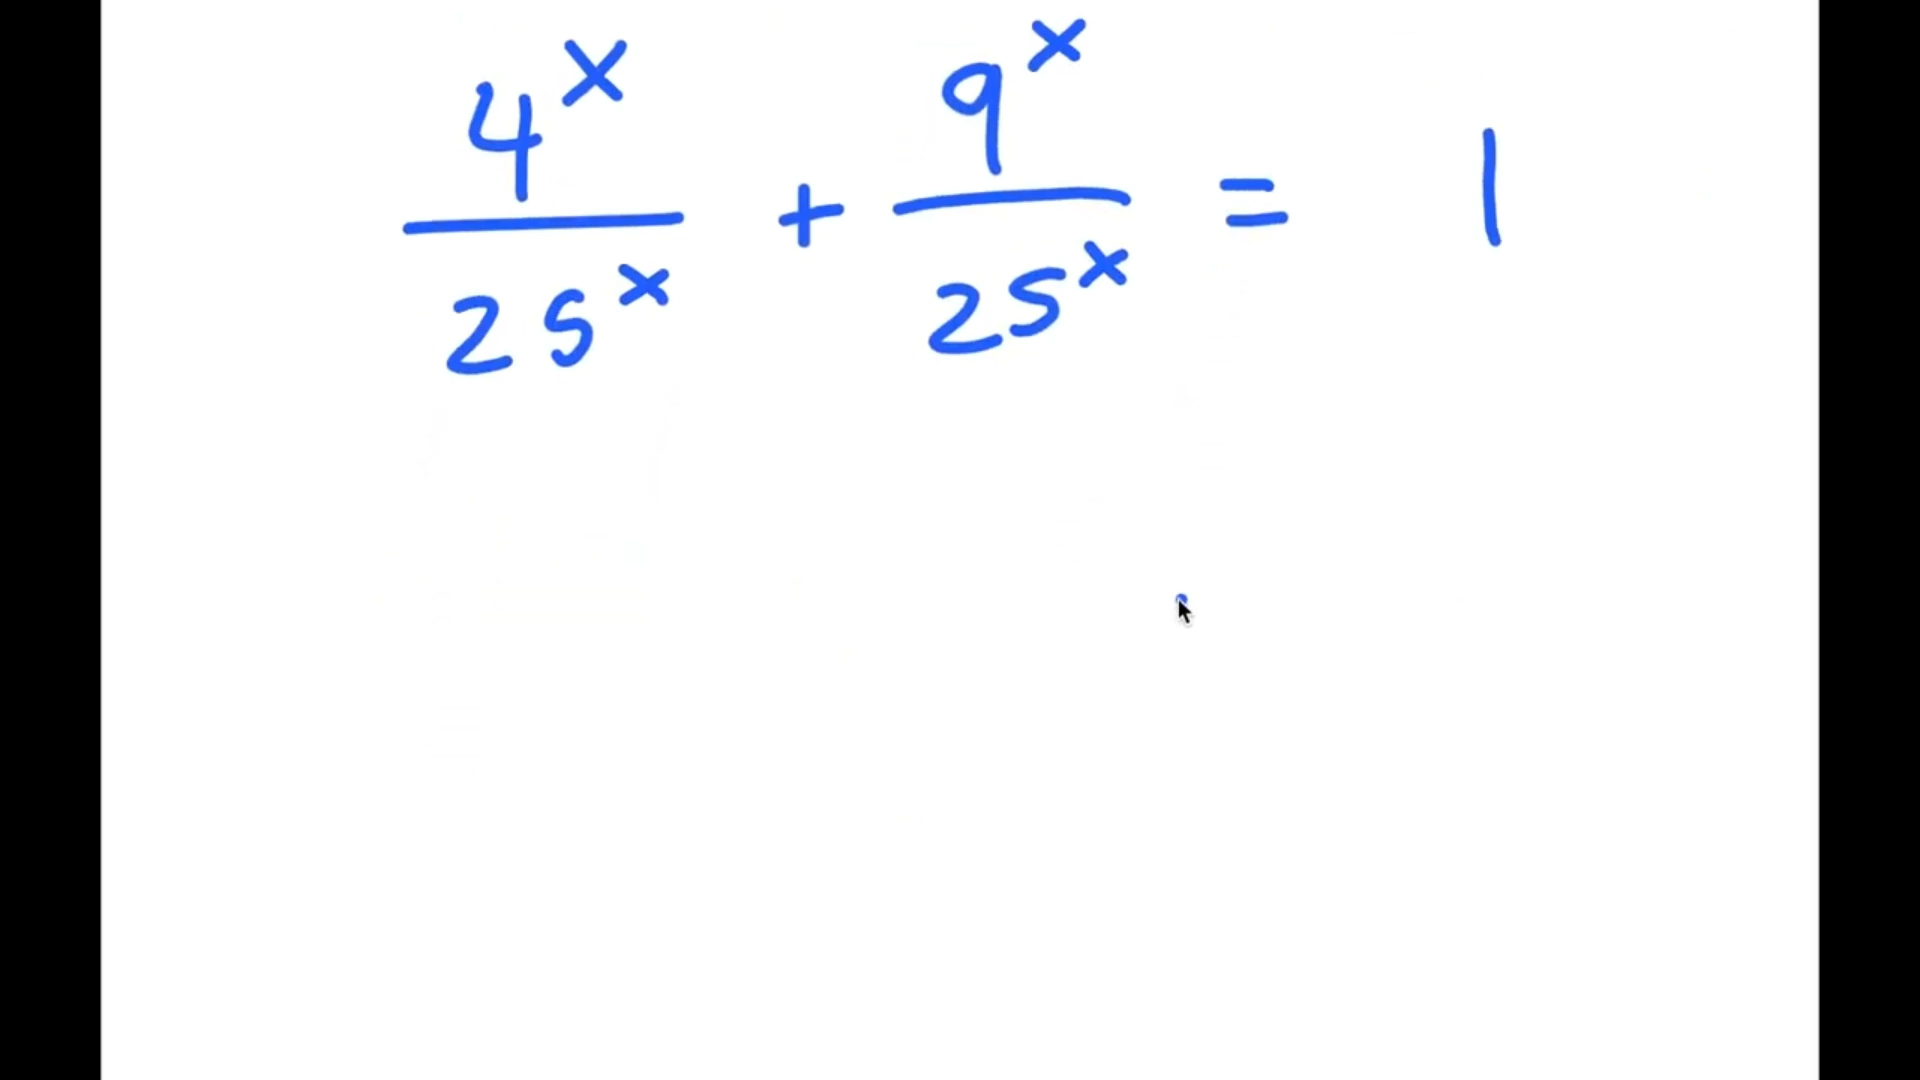 4^x / 25^x + 9^x / 25^x = 1